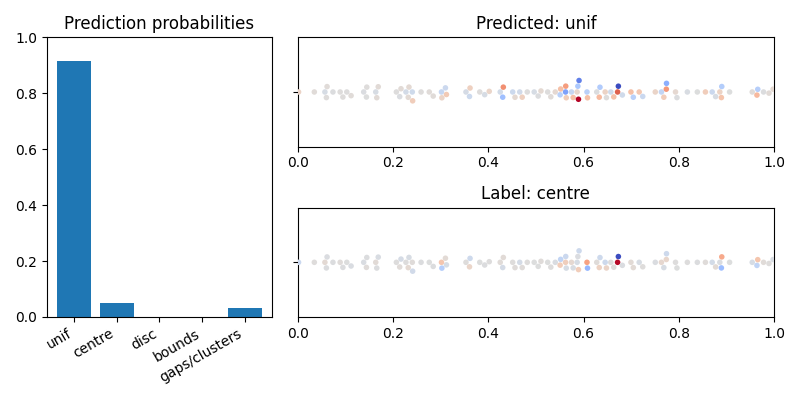 Prediction probabilities
1.0
0.8
0.6
0.4
0.2
0.0
unif
centre
disc
bounds
gaps/clusters
Predicted: unif
0.0 0.2 0.4 0.6 0.8 1.0
Label: centre
0.0 0.2 0.4 0.6 0.8 1.0